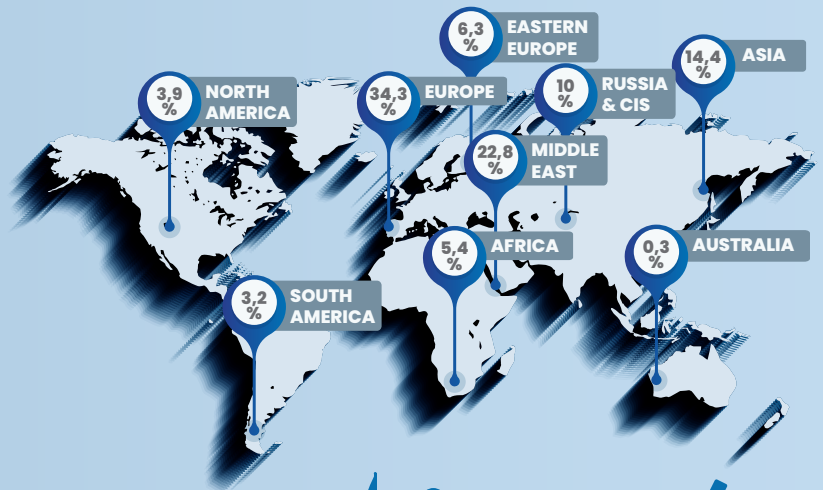 6,3
%
EASTERN
EUROPE
14,4
%
ASIA
3,9
%
NORTH
AMERICA
34,3
%
EUROPE
10
%
RUSSIA
& CIS
22,8
%
MIDDLE
EAST
5,4
%
AFRICA
0,3
%
AUSTRALIA
3,2
%
SOUTH
AMERICA